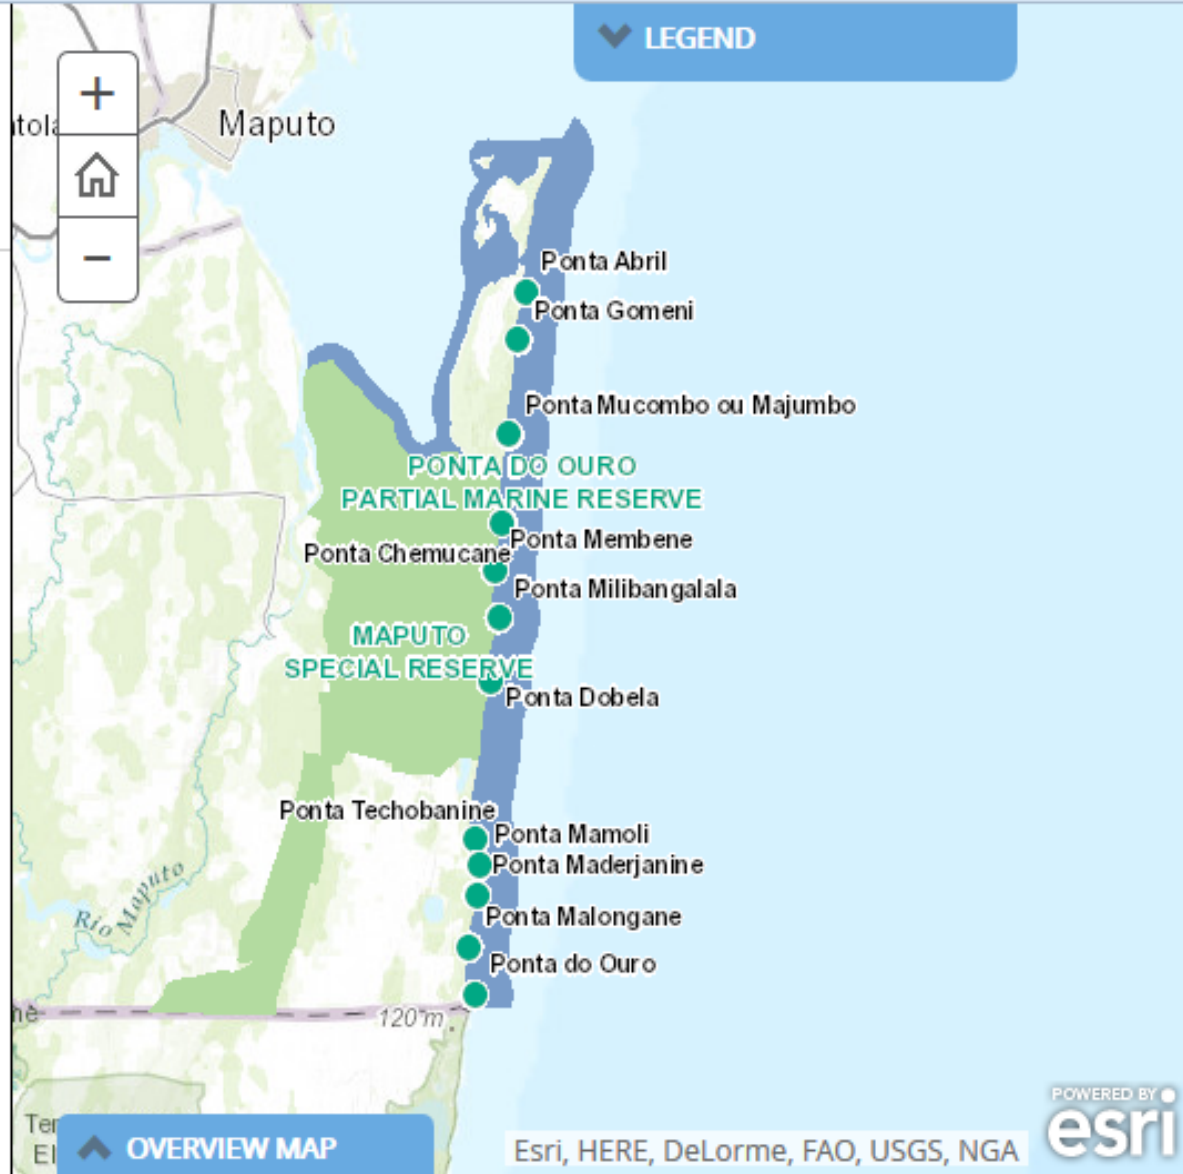 LEGEND
+
Maputo
−
Ponta Abril
Ponta Gomeni
Ponta Mucombo ou Majumbo
PONTA DO OURO
PARTIAL MARINE RESERVE
Ponta Membene
Ponta Chemucane
Ponta Milibangalala
MAPUTO
SPECIAL RESERVE
Ponta Dobela
Ponta Techobanine
Ponta Mamoli
Ponta Maderjanine
Rio Maputo
Ponta Malongane
Ponta do Ouro
120 m
OVERVIEW MAP
Esri, HERE, DeLorme, FAO, USGS, NGA
POWERED BY
esri